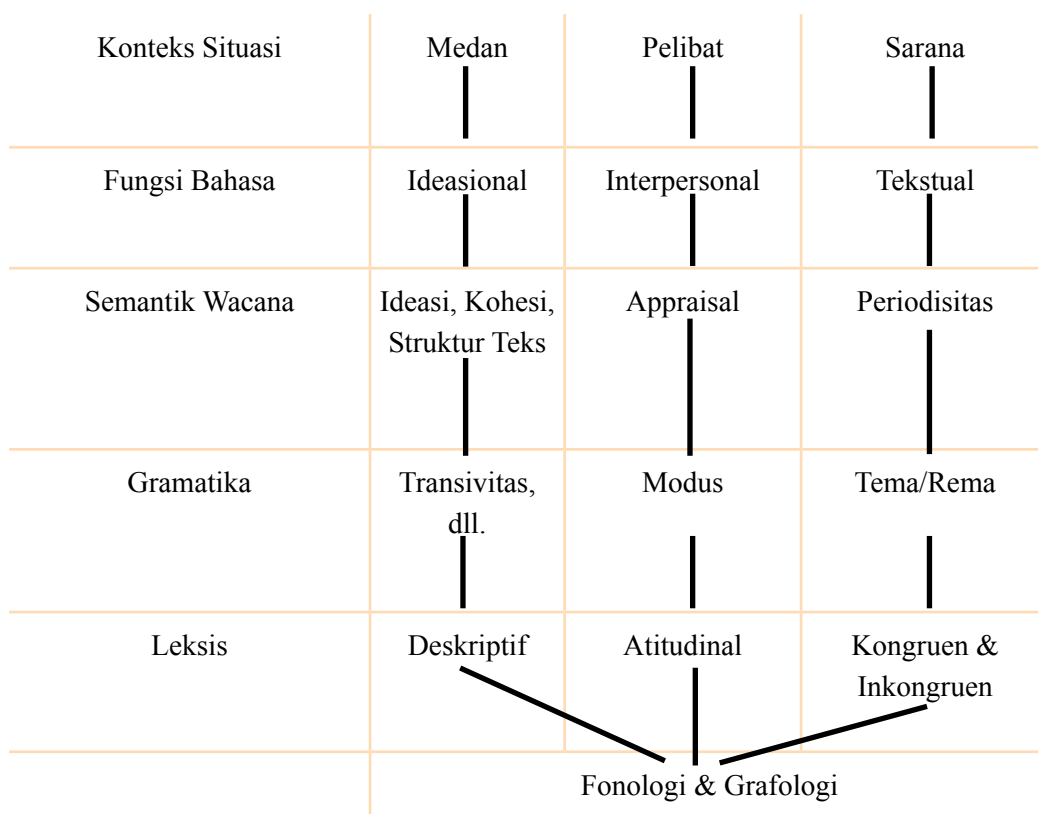 Konteks Situasi Medan Pelibat Sarana
Fungsi Bahasa Ideasional Interpersonal Tekstual
Semantik Wacana Ideasi, Kohesi, Appraisal Periodisitas
Struktur Teks
Gramatika Transivitas, Modus Tema/Rema
dll.
Leksis Deskriptif Atitudinal Kongruen &
Inkongruen
Fonologi & Grafologi